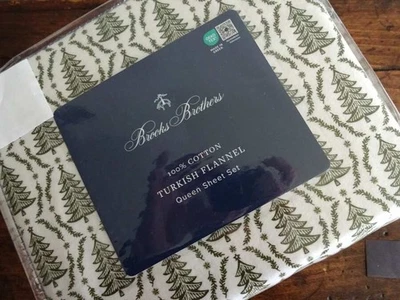 Brooks Brothers
100% COTTON
TURKISH FLANNEL
Queen Sheet Set